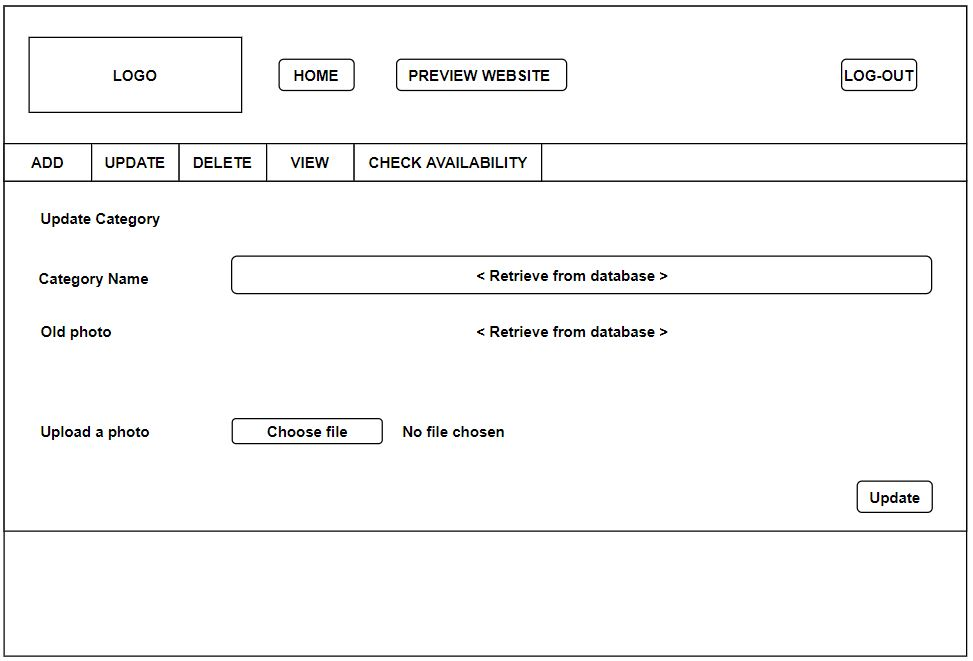 LOGO
HOME
PREVIEW WEBSITE
LOG-OUT
ADD
UPDATE
DELETE
VIEW
CHECK AVAILABILITY
Update Category
Category Name
< Retrieve from database >
Old photo
< Retrieve from database >
Upload a photo
Choose file
No file chosen
Update